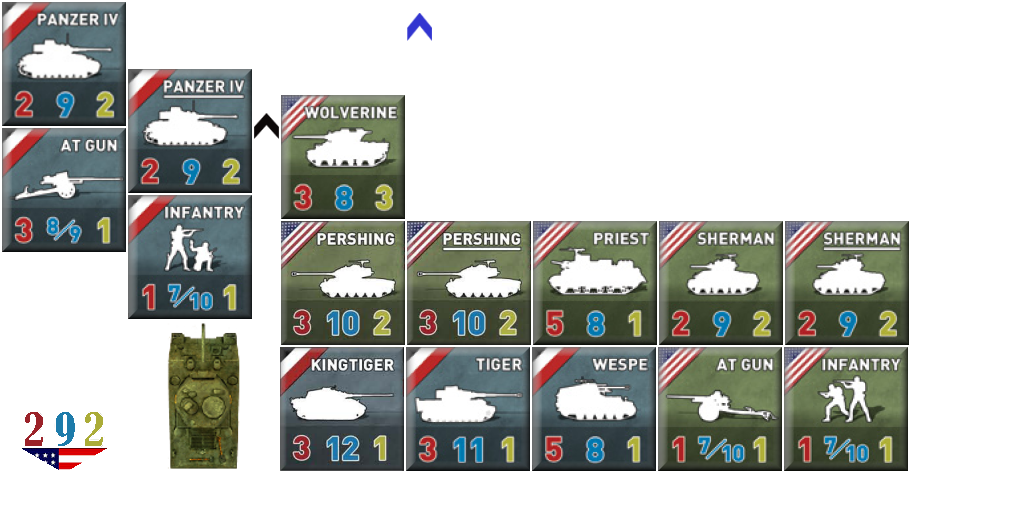 PANZER IV
2 9 2
AT GUN
3 8/9 1
PANZER IV
2 9 2
INFANTRY
1 7/10 1
WOLVERINE
3 8 3
PERSHING
3 10 2
PERSHING
3 10 2
PRIEST
5 8 1
SHERMAN
2 9 2
SHERMAN
2 9 2
KINGTIGER
3 12 1
TIGER
3 11 1
WESPE
5 8 1
AT GUN
1 7/10 1
INFANTRY
1 7/10 1
2 9 2